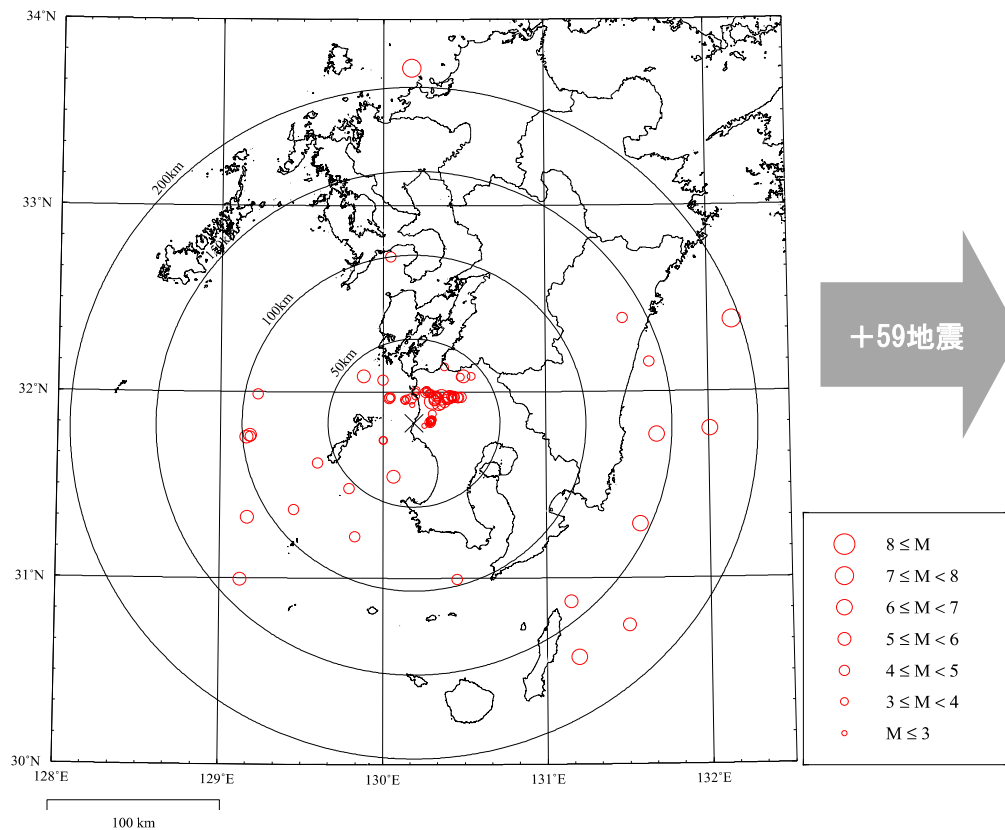 34°N
200km
33°N
150k
100km
50km
32°N
31°N
30°N
128°E
129°E
130°E
131°E
132°E
100 km
+59地震
8 ≤ M
7 ≤ M < 8
6 ≤ M < 7
5 ≤ M < 6
4 ≤ M < 5
3 ≤ M < 4
M ≤ 3